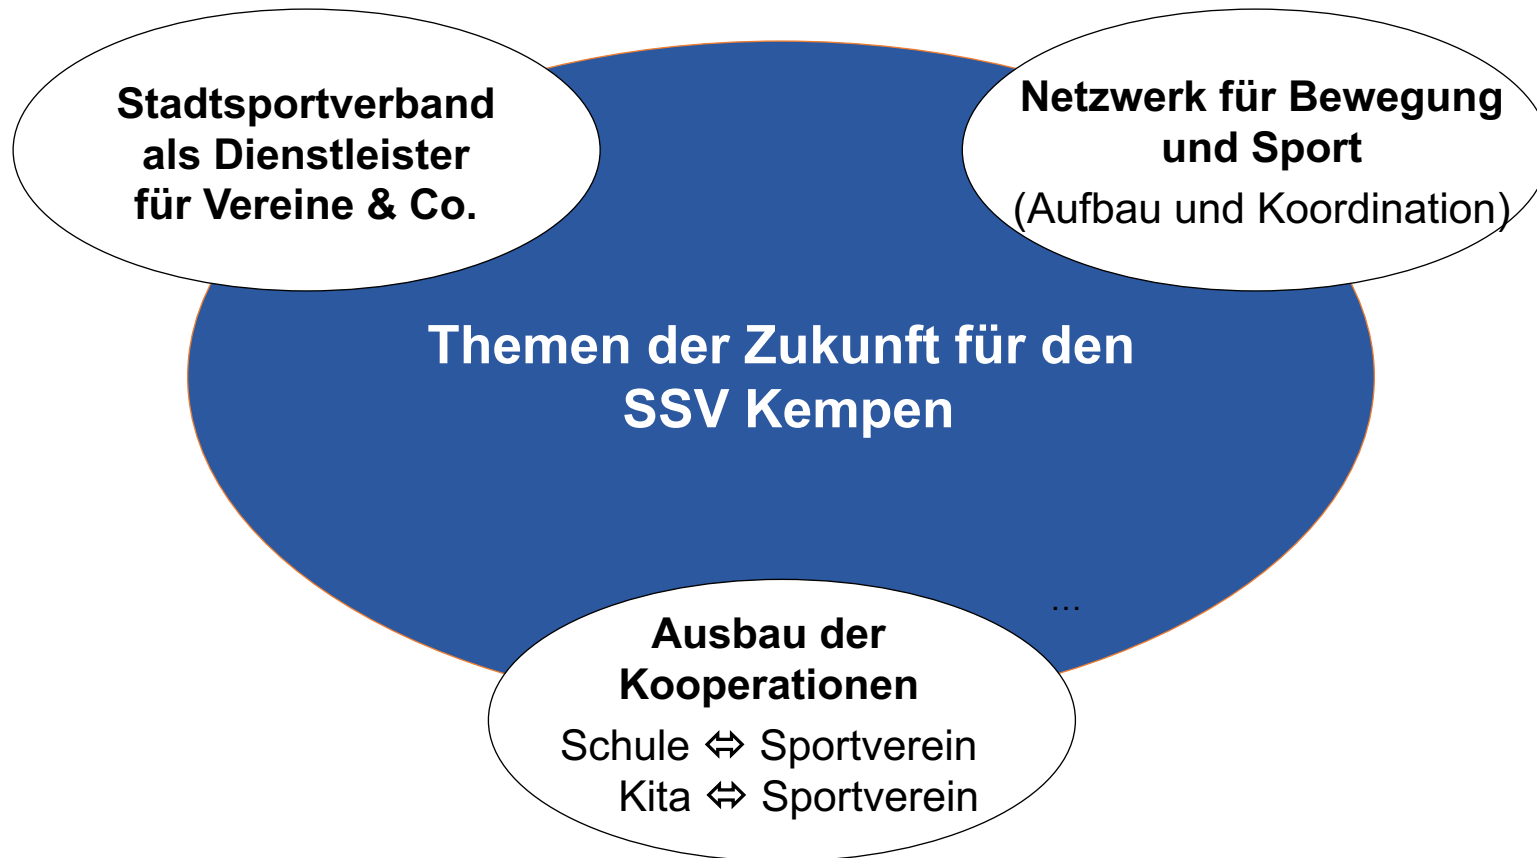 Stadtsportverband
als Dienstleister
für Vereine & Co.
Netzwerk für Bewegung
und Sport
(Aufbau und Koordination)
Themen der Zukunft für den
SSV Kempen
...
Ausbau der
Kooperationen
Schule ⇔ Sportverein
Kita ⇔ Sportverein